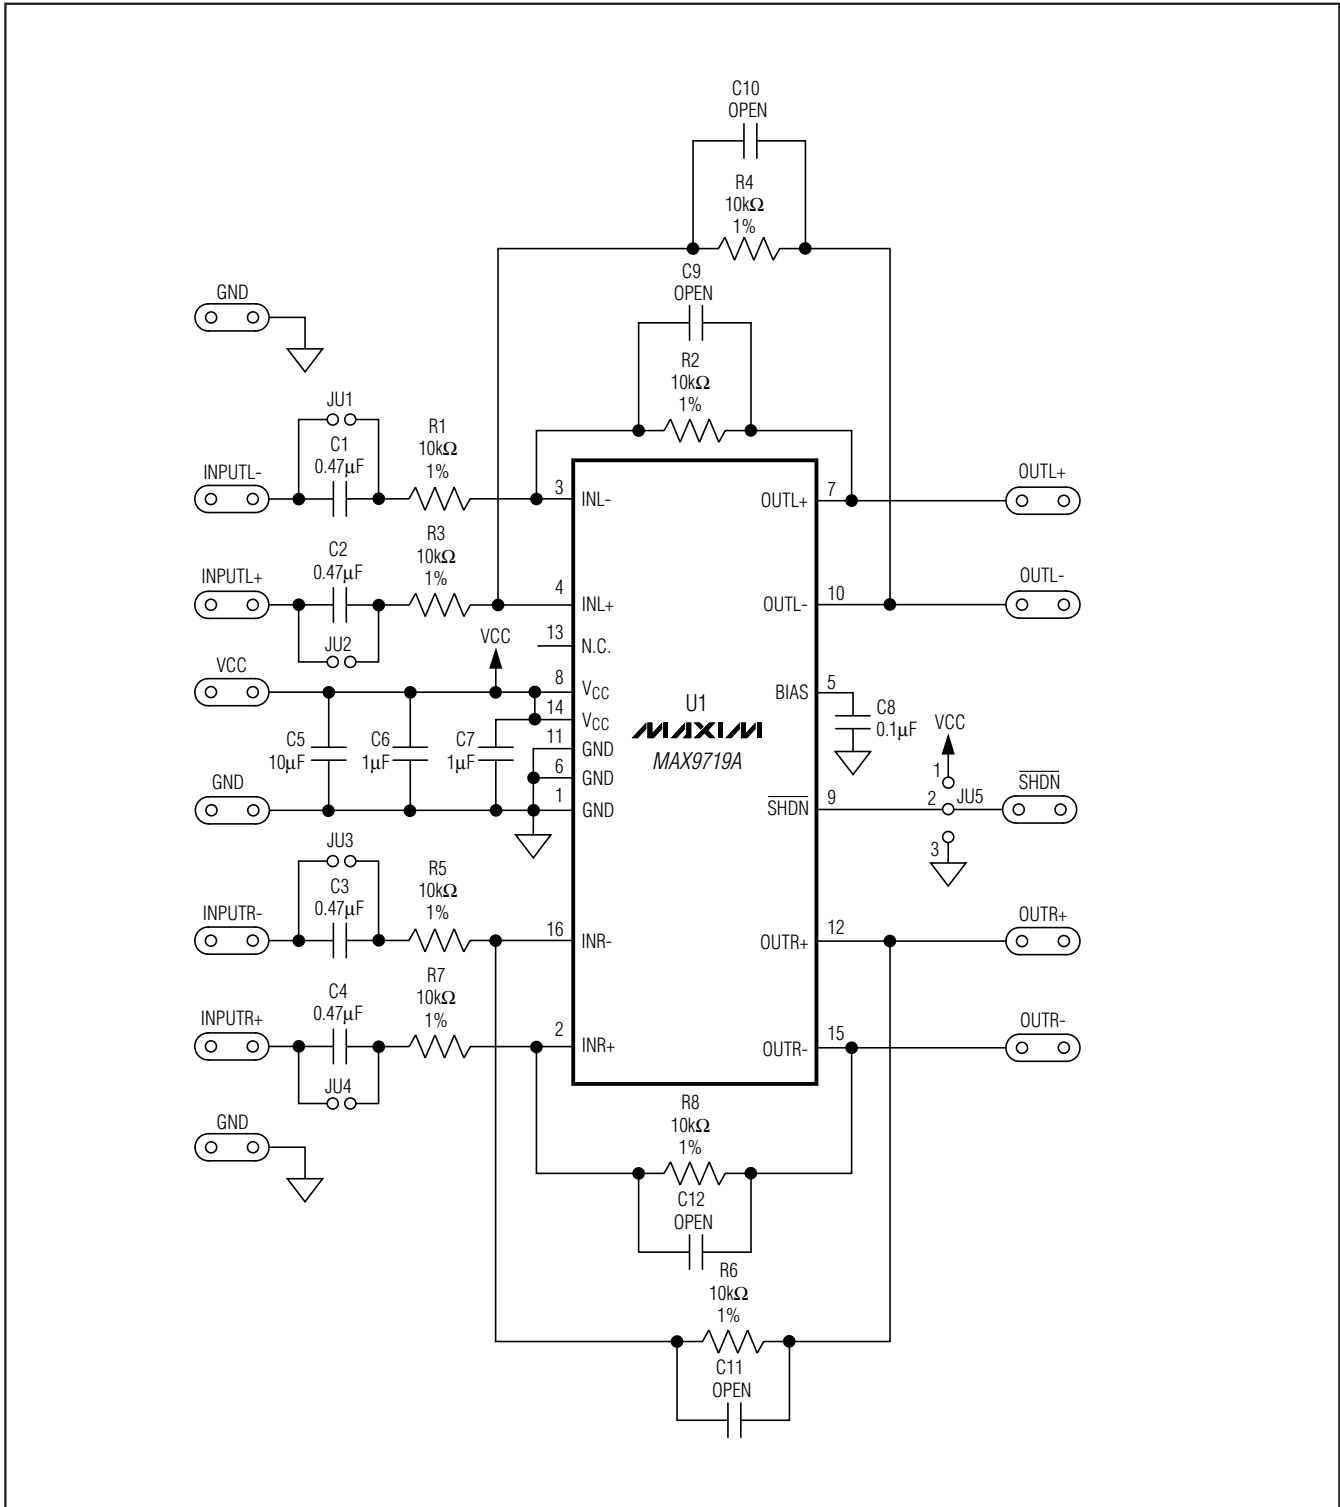 C10
OPEN
R4
10kΩ
1%
C9
OPEN
GND
R2
10kΩ
1%
JU1
C1
0.47µF
R1
10kΩ
1%
INPUTL-
3
INL-
OUTL+
7
OUTL+
C2
0.47µF
R3
10kΩ
1%
INPUTL+
4
INL+
OUTL-
10
OUTL-
JU2
VCC
13
N.C.
VCC
8
VCC
BIAS
5
U1
MAXIM
MAX9719A
C8
0.1µF
VCC
14
VCC
C5
10µF
C6
1µF
C7
1µF
11
GND
6
GND
1
GND
GND
SHDN
9
1
2
JU5
3
SHDN
JU3
C3
0.47µF
R5
10kΩ
1%
INPUTR-
16
INR-
OUTR+
12
OUTR+
C4
0.47µF
R7
10kΩ
1%
INPUTR+
2
INR+
OUTR-
15
OUTR-
JU4
GND
R8
10kΩ
1%
C12
OPEN
R6
10kΩ
1%
C11
OPEN